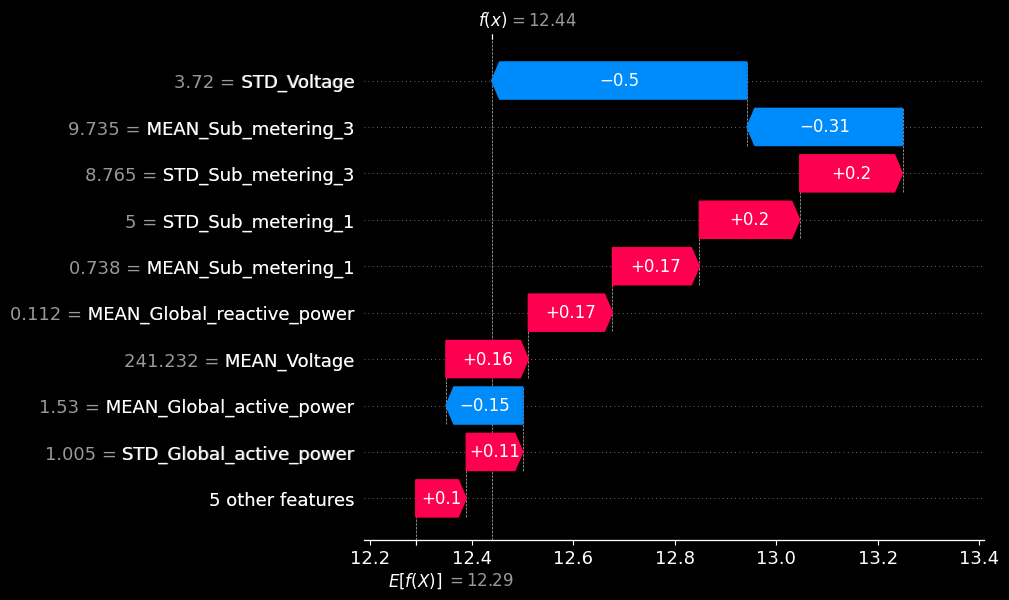 f(x) = 12.44
3.72 = STD_Voltage −0.5
9.735 = MEAN_Sub_metering_3 −0.31
8.765 = STD_Sub_metering_3 +0.2
5 = STD_Sub_metering_1 +0.2
0.738 = MEAN_Sub_metering_1 +0.17
0.112 = MEAN_Global_reactive_power +0.17
241.232 = MEAN_Voltage +0.16
1.53 = MEAN_Global_active_power −0.15
1.005 = STD_Global_active_power +0.11
5 other features +0.1
12.2 12.4 12.6 12.8 13.0 13.2 13.4
E[f(X)] = 12.29